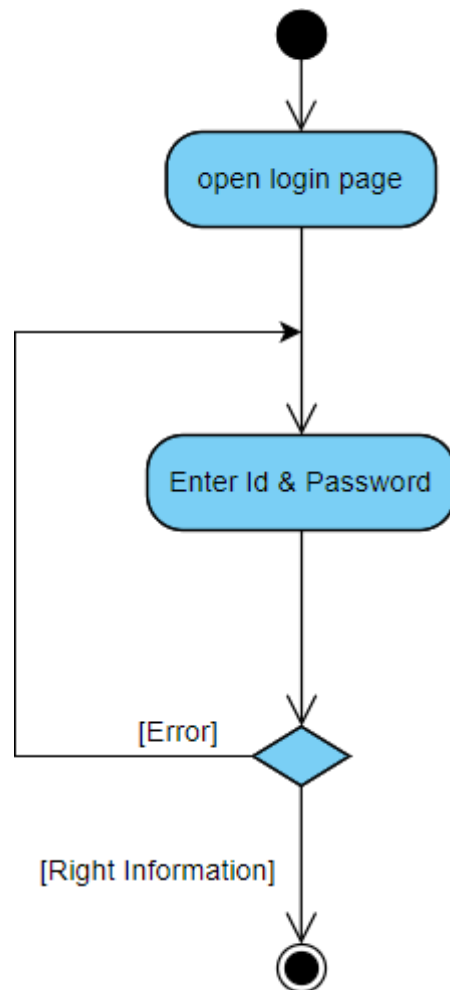 open login page
Enter Id & Password
[Error]
[Right Information]